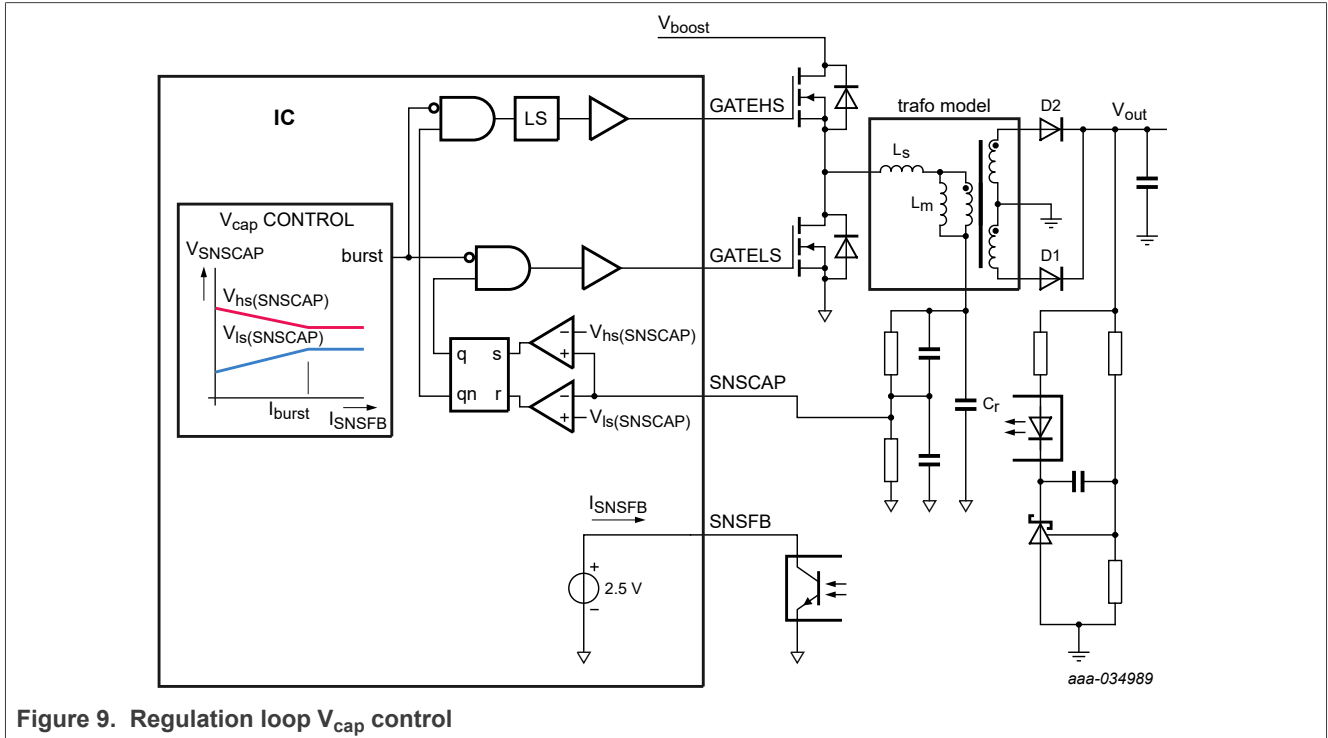 Vboost
IC
LS
GATEHS
trafo model
D2
Vout
Ls
Lm
Vcap CONTROL
VSNSCAP
burst
Vhs(SNSCAP)
Vls(SNSCAP)
Iburst
ISNSFB
GATELS
D1
q
s
qn
r
−
+
Vhs(SNSCAP)
−
+
Vls(SNSCAP)
SNSCAP
Cr
ISNSFB
SNSFB
+
2.5 V
−
aaa-034989
Figure 9. Regulation loop Vcap control